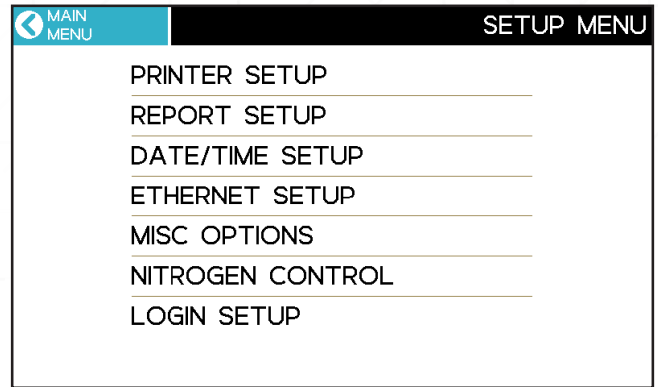 MAIN
MENU
SETUP MENU
PRINTER SETUP
REPORT SETUP
DATE/TIME SETUP
ETHERNET SETUP
MISC OPTIONS
NITROGEN CONTROL
LOGIN SETUP